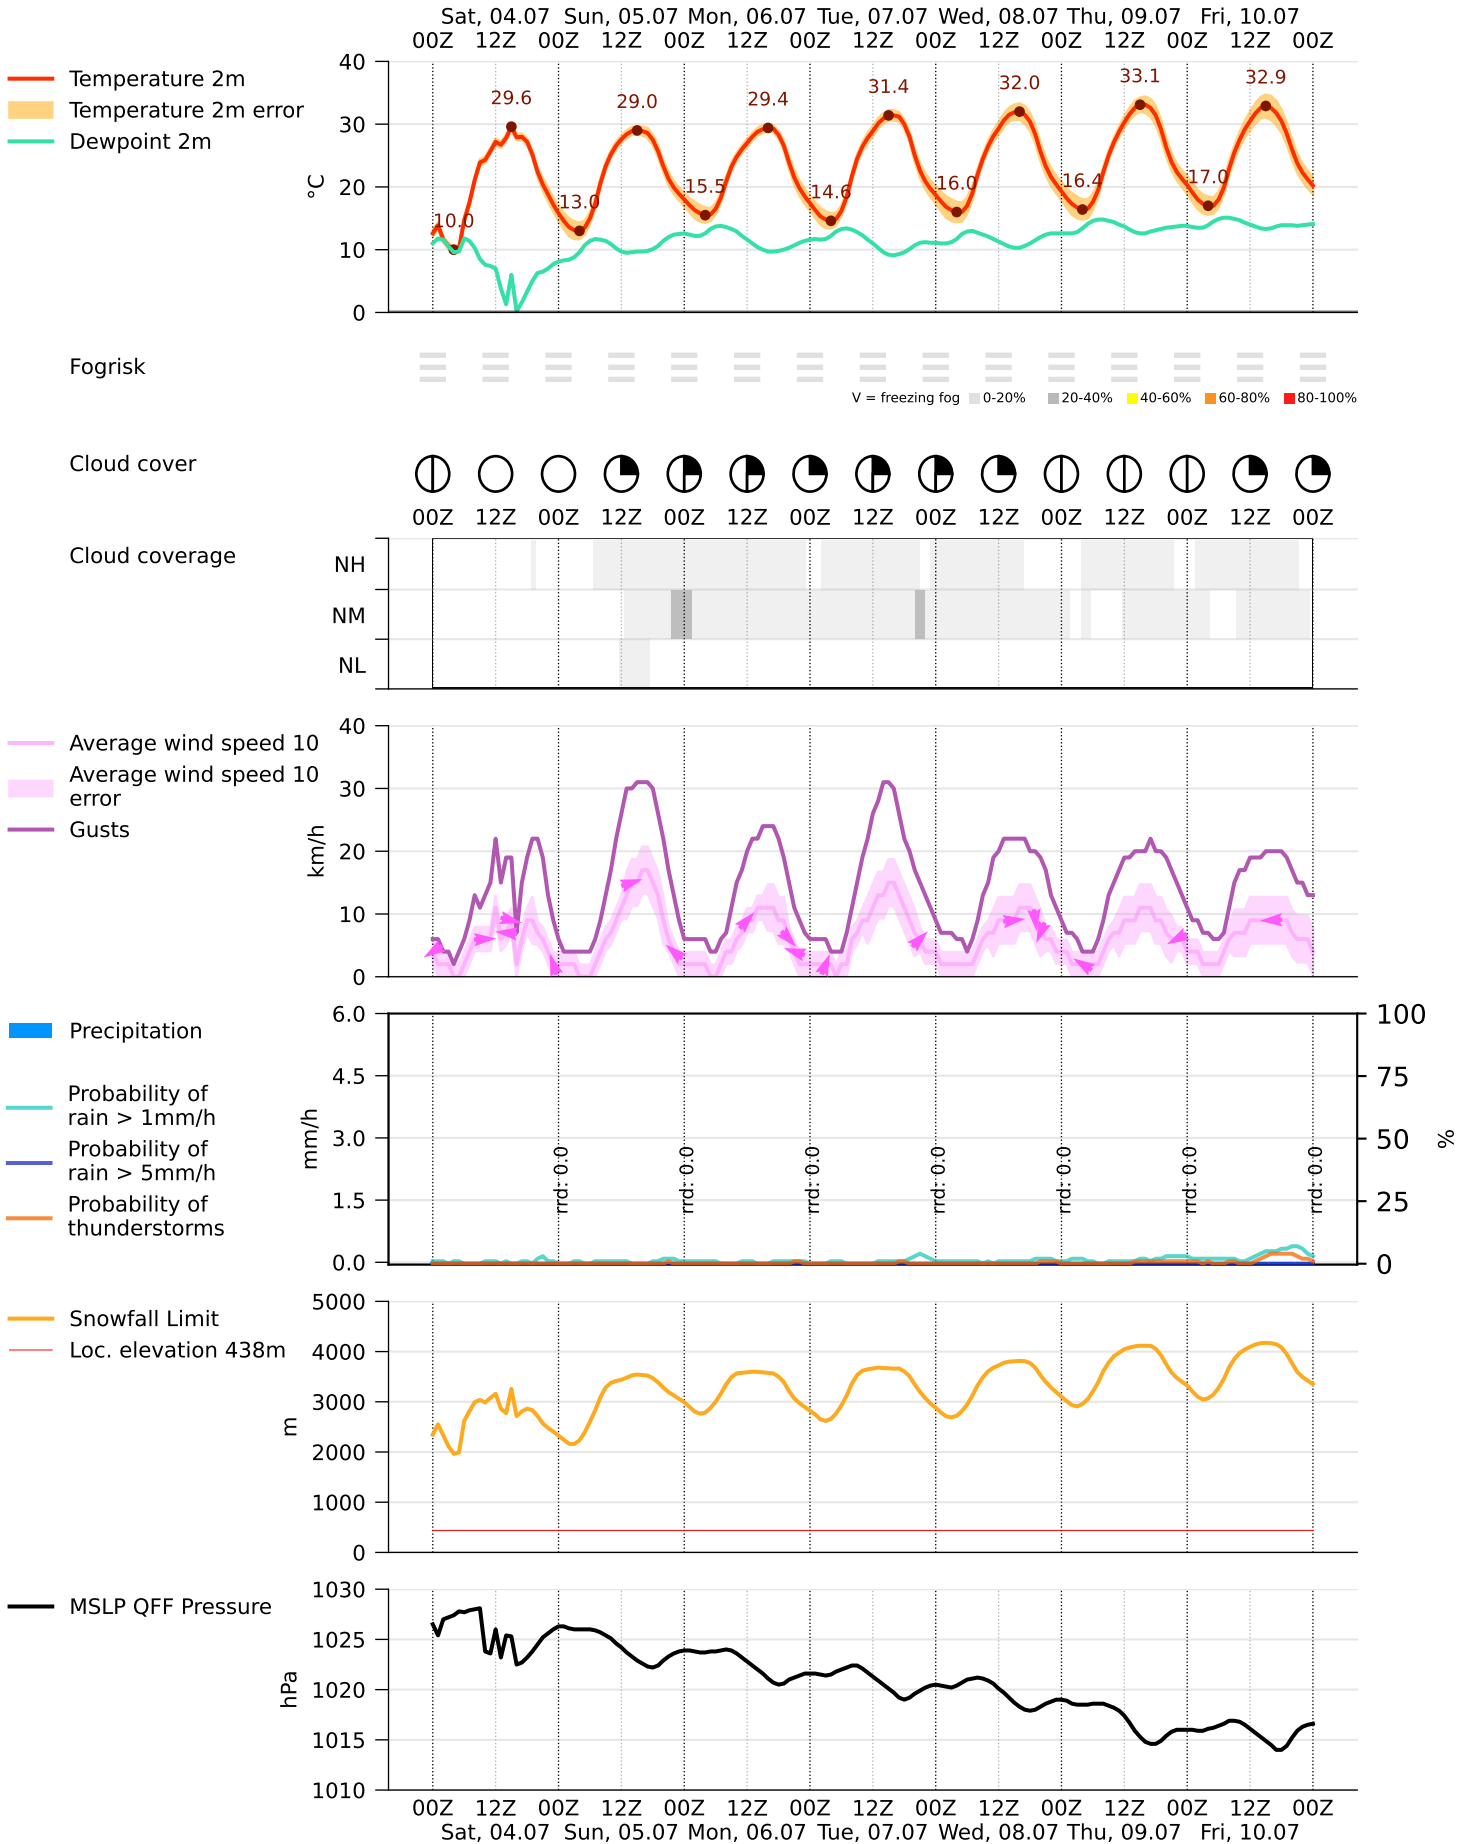 Sat, 04.07 Sun, 05.07 Mon, 06.07 Tue, 07.07 Wed, 08.07 Thu, 09.07 Fri, 10.07
00Z 12Z 00Z 12Z 00Z 12Z 00Z 12Z 00Z 12Z 00Z 12Z 00Z 12Z 00Z
Temperature 2m
Temperature 2m error
Dewpoint 2m
°C
40
30
20
10
0
29.6 29.0 29.4 31.4 32.0 33.1 32.9
10.0 13.0 15.5 14.6 16.0 16.4 17.0
Fogrisk
V = freezing fog 0-20% 20-40% 40-60% 60-80% 80-100%
Cloud cover
00Z 12Z 00Z 12Z 00Z 12Z 00Z 12Z 00Z 12Z 00Z 12Z 00Z 12Z 00Z
Cloud coverage
NH
NM
NL
Average wind speed 10
Average wind speed 10
error
Gusts
km/h
40
30
20
10
0
Precipitation
Probability of
rain > 1mm/h
Probability of
rain > 5mm/h
Probability of
thunderstorms
mm/h
6.0
4.5
3.0
1.5
0.0
rrd: 0.0 rrd: 0.0 rrd: 0.0 rrd: 0.0 rrd: 0.0 rrd: 0.0 rrd: 0.0
100
75
50
25
0
%
Snowfall Limit
Loc. elevation 438m
m
5000
4000
3000
2000
1000
0
MSLP QFF Pressure
hPa
1030
1025
1020
1015
1010
00Z 12Z 00Z 12Z 00Z 12Z 00Z 12Z 00Z 12Z 00Z 12Z 00Z 12Z 00Z
Sat, 04.07 Sun, 05.07 Mon, 06.07 Tue, 07.07 Wed, 08.07 Thu, 09.07 Fri, 10.07